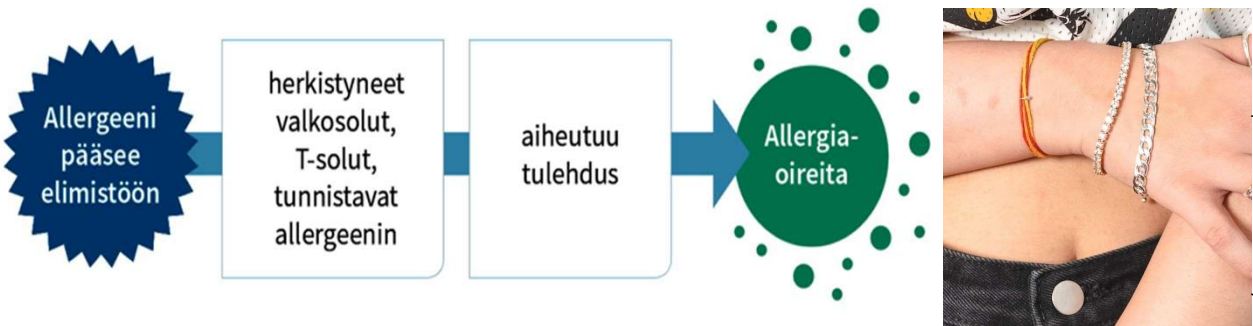 Allergeeni
pääsee
elimistöön
herkistyneet
valkosolut,
T-solut,
tunnistavat
allergeenin
aiheutuu
tulehdus
Allergia-
oireita